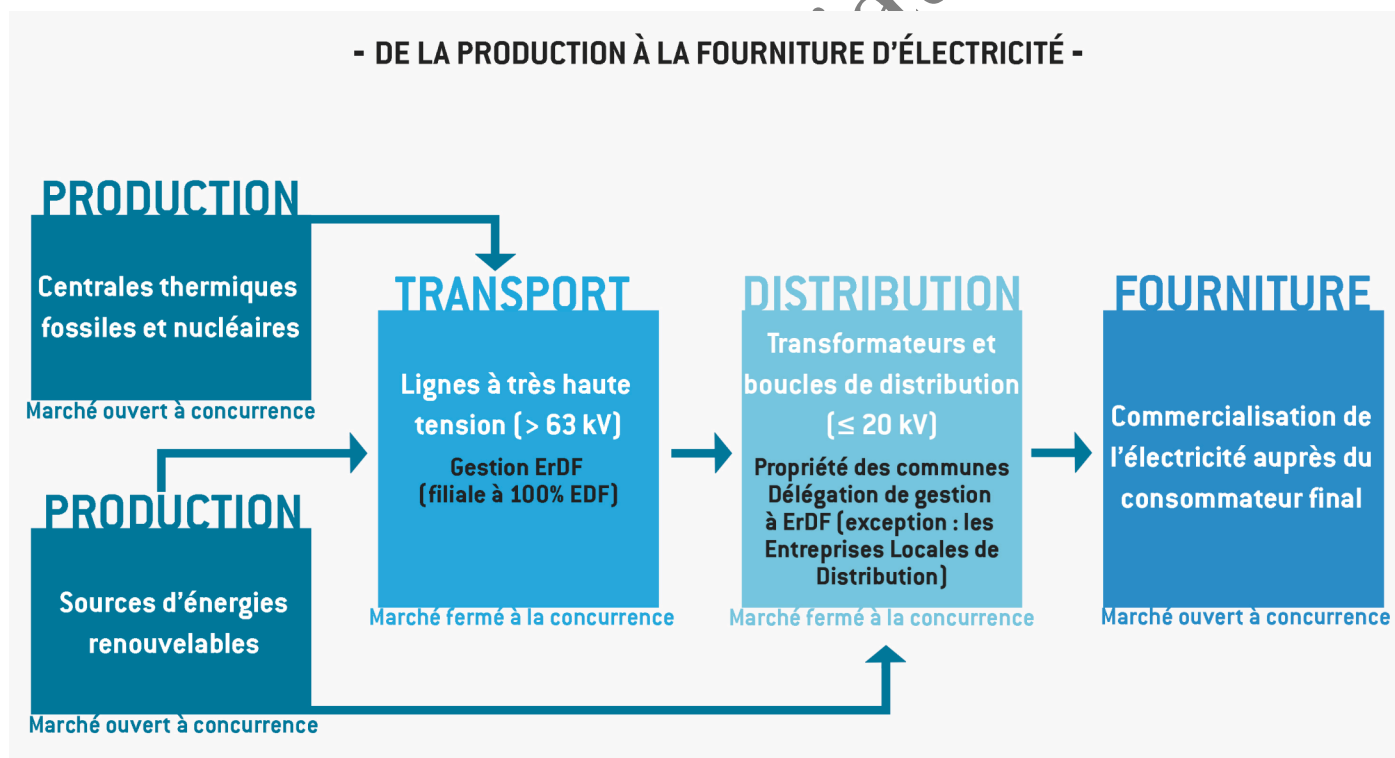 - DE LA PRODUCTION À LA FOURNITURE D'ÉLECTRICITÉ -
PRODUCTION
Centrales thermiques
fossiles et nucléaires
Marché ouvert à concurrence
PRODUCTION
Sources d'énergies
renouvelables
Marché ouvert à concurrence
TRANSPORT
Lignes à très haute
tension (> 63 kV)
Gestion ErDF
(filiale à 100% EDF)
Marché fermé à la concurrence
DISTRIBUTION
Transformateurs et
boucles de distribution
(≤ 20 kV)
Propriété des communes
Délégation de gestion
à ErDF (exception : les
Entreprises Locales de
Distribution)
Marché fermé à la concurrence
FOURNITURE
Commercialisation de
l'électricité auprès du
consommateur final
Marché ouvert à concurrence